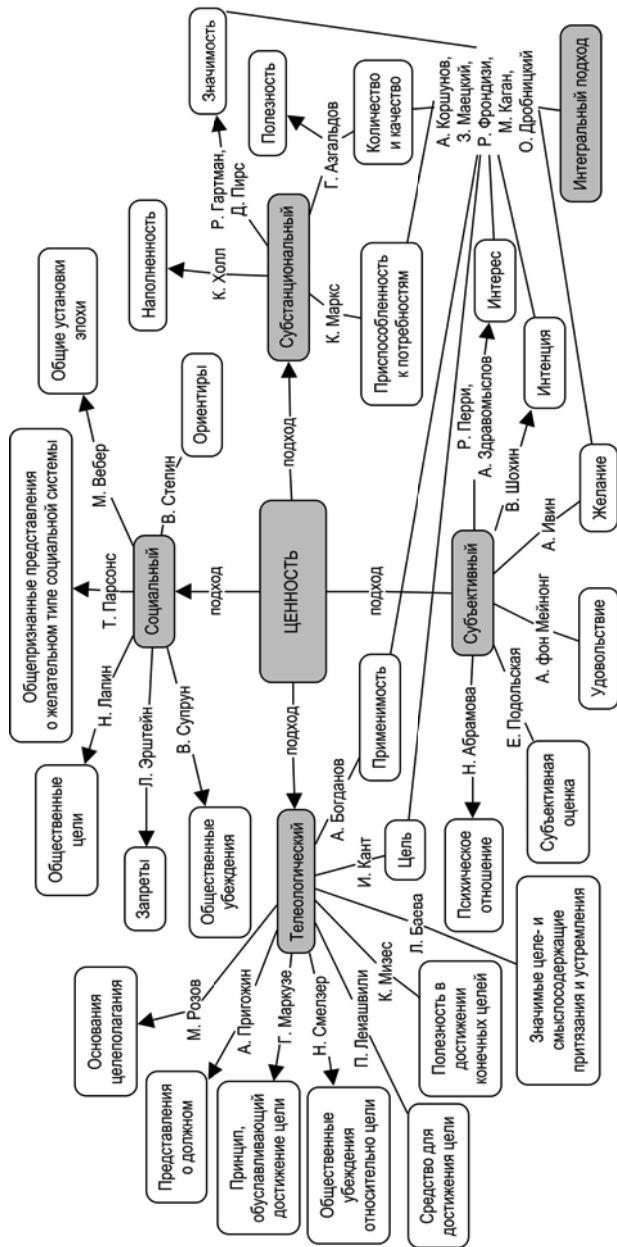 Общепризнанные представления
о желательном типе социальной системы
Общие установки
эпохи
Общественные
цели
Н. Лапин
Т. Парсонс
М. Вебер
Запреты
Л. Эрштейн
Социальный
В. Степин
Ориентиры
Общественные
убеждения
В. Супрун
подход
Наполненность
К. Холл
Р. Гартман,
Д. Пирс
Значимость
Полезность
Субстанциональный
Г. Азгальдов
Количество
и качество
К. Маркс
Приспособленность
к потребностям
подход
ЦЕННОСТЬ
подход
подход
Основания
целеполагания
М. Розов
Представления
о должном
А. Пригожин
Принцип,
обуславливающий
достижение цели
Г. Маркузе
Общественные
убеждения
относительно цели
Н. Смелзер
Средство для
достижения цели
П. Леиашвили
Телеологический
А. Богданов
Применимость
И. Кант
Цель
К. Мизес
Полезность в
достижении
конечных целей
Л. Баева
Значимые целе- и
смыслосодержащие
притязания и устремления
Субъективный
Н. Абрамова
Психическое
отношение
Е. Подольская
Субъективная
оценка
А. фон Мейнонг
Удовольствие
А. Ивин
Желание
В. Шохин
Интенция
Р. Перри,
А. Здравомыслов
Интерес
А. Коршунов,
З. Маецкий,
Р. Фрондизи,
М. Каган,
О. Дробницкий
Интегральный подход